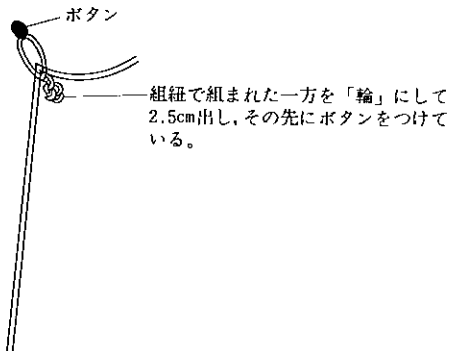 ボタン
組紐で組まれた一方を「輪」にして
2.5cm出し,その先にボタンをつけて
いる。